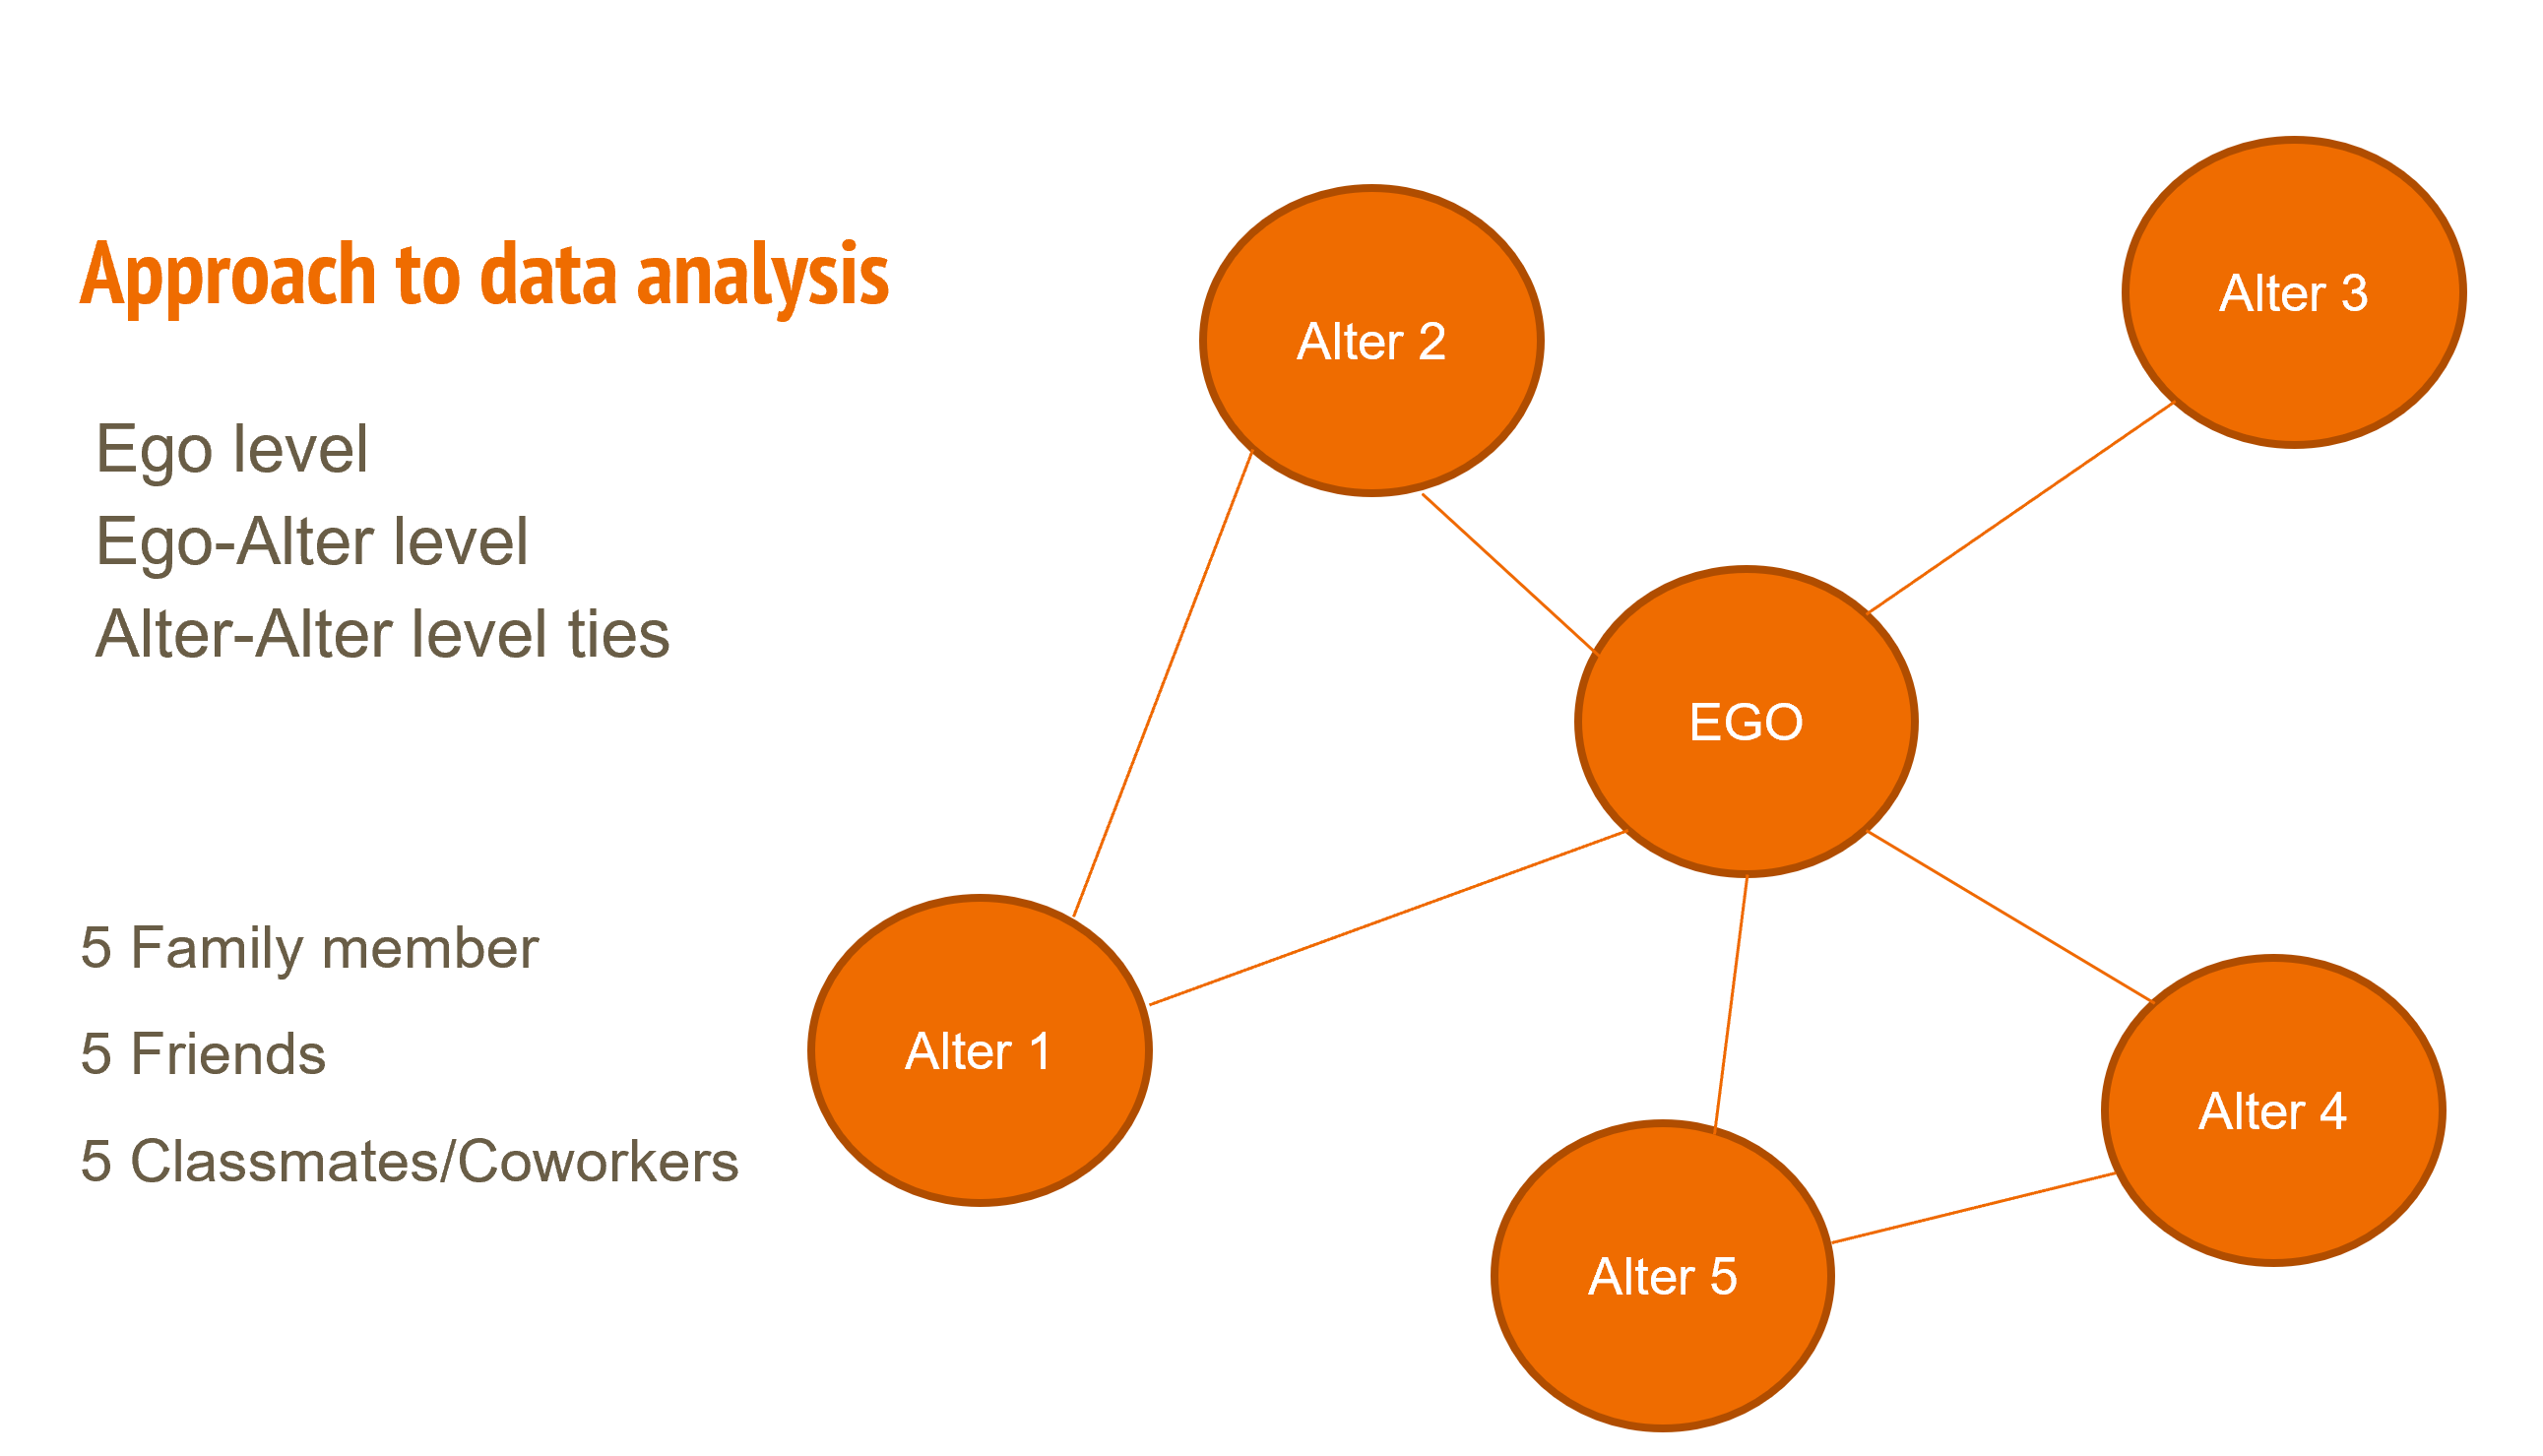 Approach to data analysis
Ego level
Ego-Alter level
Alter-Alter level ties
5 Family member
5 Friends
5 Classmates/Coworkers
Alter 2
Alter 3
EGO
Alter 1
Alter 4
Alter 5